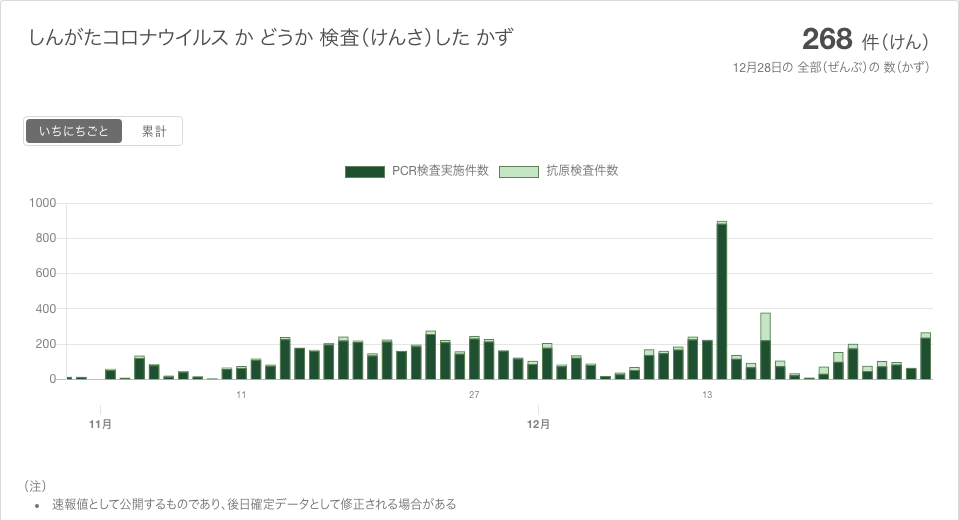 しんがたコロナウイルス か どうか 検査（けんさ）した かず
268 件（けん）
12月28日の 全部（ぜんぶ）の 数（かず）
いちにちごと 累計
PCR検査実施件数 抗原検査件数
1000
800
600
400
200
0
11 27 13
11月 12月
（注）
• 速報値として公開するものであり、後日確定データとして修正される場合がある